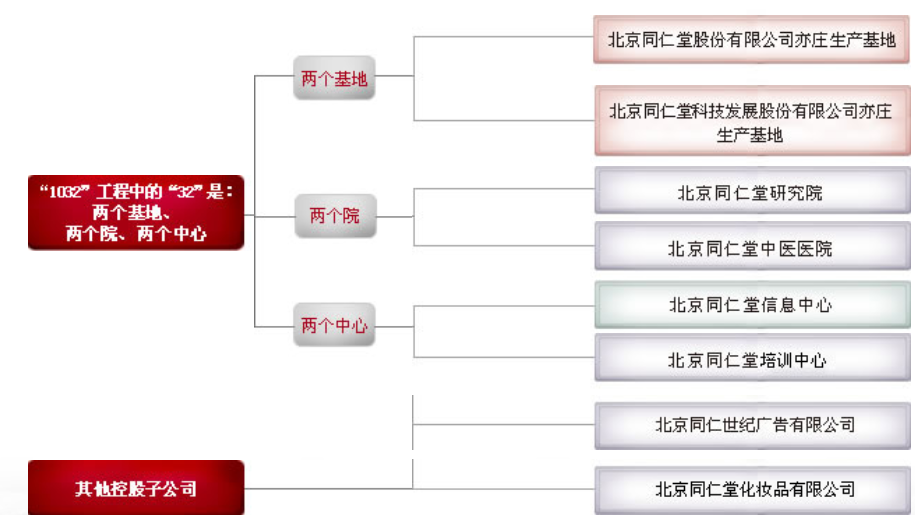 北京同仁堂股份有限公司亦庄生产基地
两个基地
北京同仁堂科技发展股份有限公司亦庄
生产基地
“1032”工程中的“32”是：
两个基地、
两个院、两个中心
北京同仁堂研究院
两个院
北京同仁堂中医医院
北京同仁堂信息中心
两个中心
北京同仁堂培训中心
北京同仁世纪广告有限公司
其他控股子公司
北京同仁堂化妆品有限公司